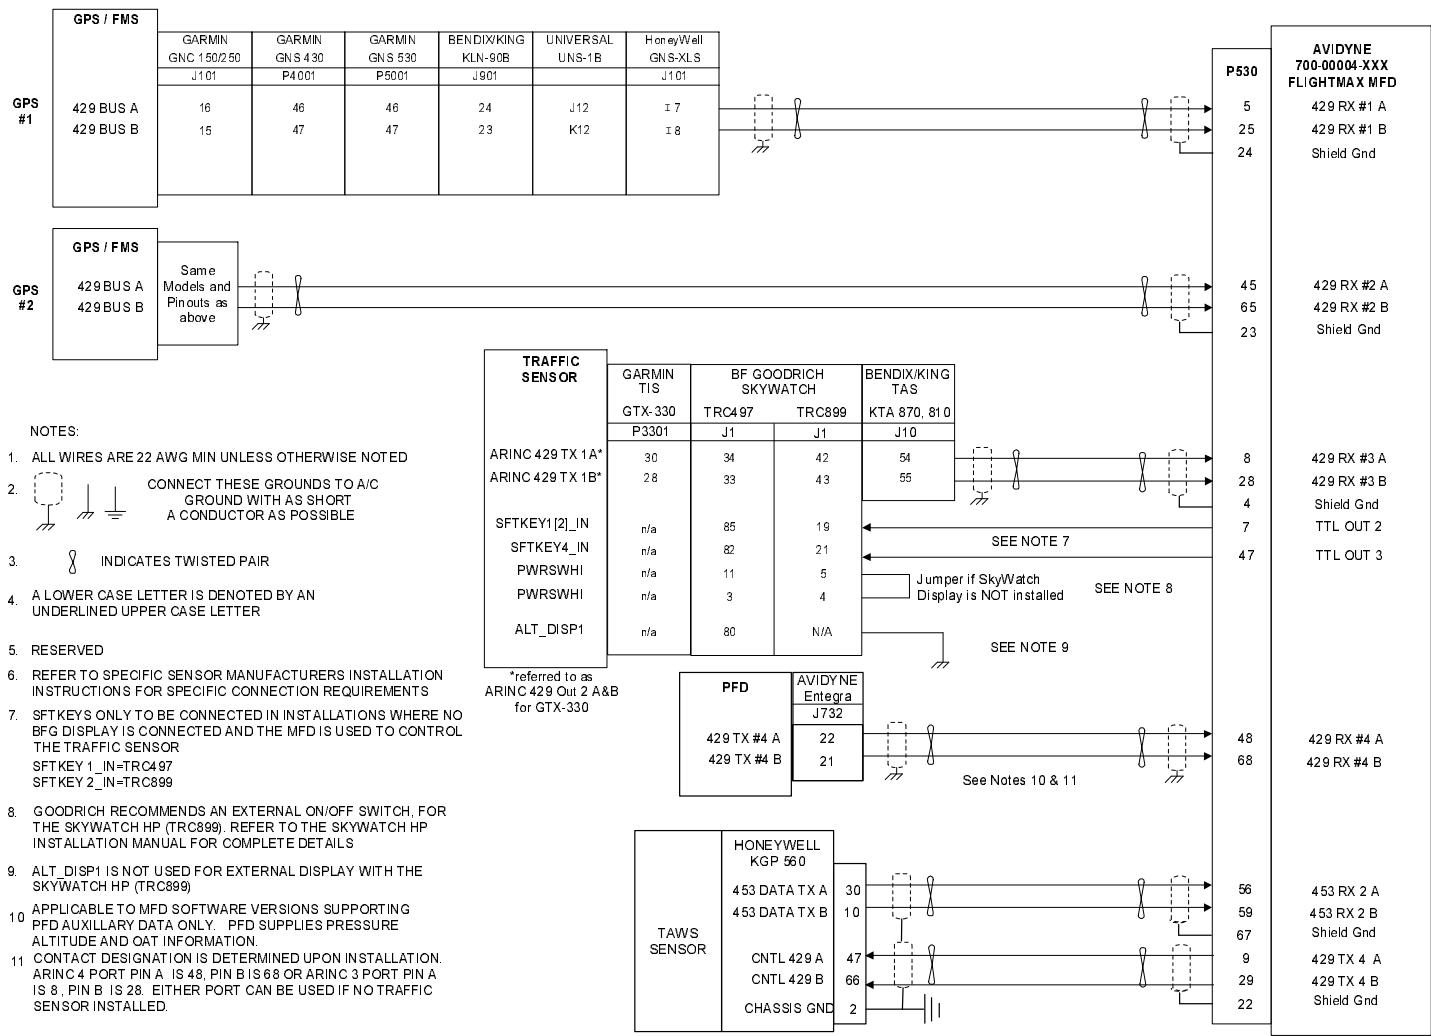 GPS / FMS
GARMIN GARMIN GARMIN BENDIX/KING UNIVERSAL HoneyWell
GNC 150/250 GNS 430 GNS 530 KLN-90B UNS-1B GNS-XLS
J101 P4001 P5001 J901 J101
GPS
#1
429 BUS A 16 46 46 24 J12 I 7
429 BUS B 15 47 47 23 K12 I 8
P530
AVIDYNE
700-00004-XXX
FLIGHTMAX MFD
5 429 RX #1 A
25 429 RX #1 B
24 Shield Gnd
GPS / FMS
GPS
#2
429 BUS A
429 BUS B
Same
Models and
Pinouts as
above
45 429 RX #2 A
65 429 RX #2 B
23 Shield Gnd
TRAFFIC
SENSOR
GARMIN
TIS
GTX-330
P3301
BF GOODRICH
SKYWATCH
TRC497 TRC899
J1 J1
BENDIX/KING
TAS
KTA 870, 810
J10
ARINC 429 TX 1A* 30 34 42 54
ARINC 429 TX 1B* 28 33 43 55
SFTKEY1[2]_IN n/a 85 19
SFTKEY4_IN n/a 82 21
PWRSWHI n/a 11 5
PWRSWHI n/a 3 4
ALT_DISP1 n/a 80 N/A
8 429 RX #3 A
28 429 RX #3 B
4 Shield Gnd
7 TTL OUT 2
47 TTL OUT 3
SEE NOTE 7
Jumper if SkyWatch
Display is NOT installed
SEE NOTE 8
SEE NOTE 9
*referred to as
ARINC 429 Out 2 A&B
for GTX-330
PFD
AVIDYNE
Entegra
J732
429 TX #4 A 22
429 TX #4 B 21
See Notes 10 & 11
48 429 RX #4 A
68 429 RX #4 B
TAWS
SENSOR
HONEYWELL
KGP 560
453 DATA TX A 30
453 DATA TX B 10
CNTL 429 A 47
CNTL 429 B 66
CHASSIS GND 2
56 453 RX 2 A
59 453 RX 2 B
67 Shield Gnd
9 429 TX 4 A
29 429 TX 4 B
22 Shield Gnd
NOTES:
1. ALL WIRES ARE 22 AWG MIN UNLESS OTHERWISE NOTED
2. CONNECT THESE GROUNDS TO A/C
GROUND WITH AS SHORT
A CONDUCTOR AS POSSIBLE
3. INDICATES TWISTED PAIR
4. A LOWER CASE LETTER IS DENOTED BY AN
UNDERLINED UPPER CASE LETTER
5. RESERVED
6. REFER TO SPECIFIC SENSOR MANUFACTURERS INSTALLATION
INSTRUCTIONS FOR SPECIFIC CONNECTION REQUIREMENTS
7. SFTKEYS ONLY TO BE CONNECTED IN INSTALLATIONS WHERE NO
BFG DISPLAY IS CONNECTED AND THE MFD IS USED TO CONTROL
THE TRAFFIC SENSOR
SFTKEY 1_IN=TRC497
SFTKEY 2_IN=TRC899
8. GOODRICH RECOMMENDS AN EXTERNAL ON/OFF SWITCH, FOR
THE SKYWATCH HP (TRC899). REFER TO THE SKYWATCH HP
INSTALLATION MANUAL FOR COMPLETE DETAILS
9. ALT_DISP1 IS NOT USED FOR EXTERNAL DISPLAY WITH THE
SKYWATCH HP (TRC899)
10 APPLICABLE TO MFD SOFTWARE VERSIONS SUPPORTING
PFD AUXILLARY DATA ONLY. PFD SUPPLIES PRESSURE
ALTITUDE AND OAT INFORMATION.
11 CONTACT DESIGNATION IS DETERMINED UPON INSTALLATION.
ARINC 4 PORT PIN A IS 48, PIN B IS 68 OR ARINC 3 PORT PIN A
IS 8, PIN B IS 28. EITHER PORT CAN BE USED IF NO TRAFFIC
SENSOR INSTALLED.